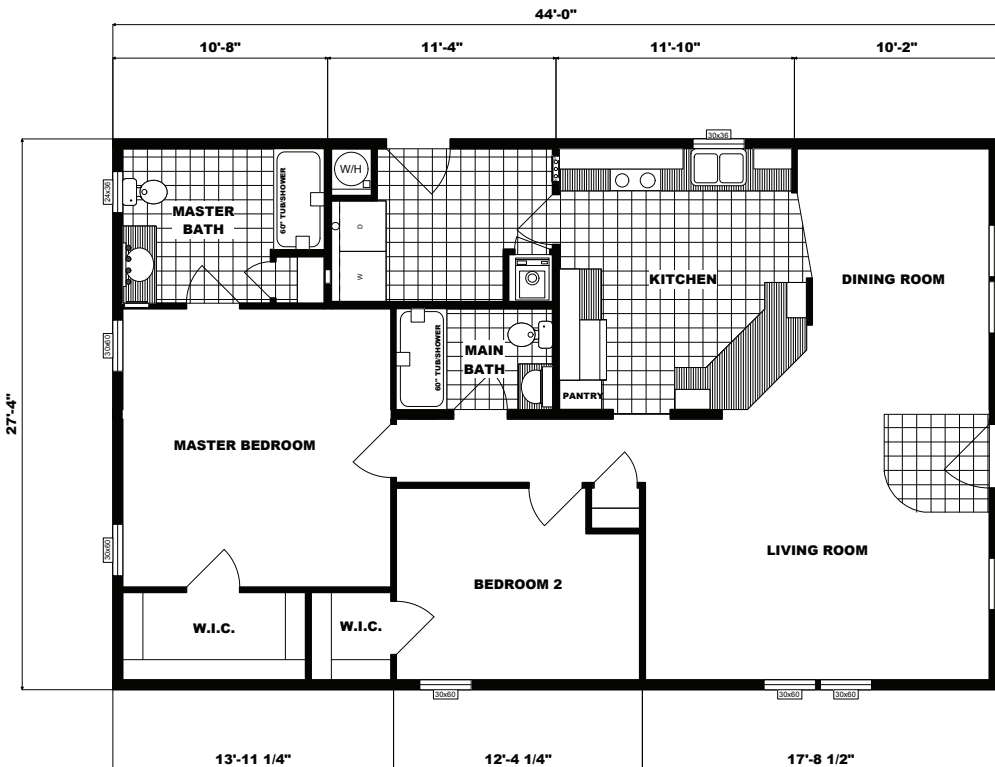 44'-0"
10'-8"
11'-4"
11'-10"
10'-2"
30x36
W/H
24x36
60" TUB/SHOWER
MASTER
BATH
D
W
KITCHEN
DINING ROOM
27'-4"
30x60
60" TUB/SHOWER
MAIN
BATH
PANTRY
MASTER BEDROOM
30x60
LIVING ROOM
BEDROOM 2
W.I.C.
W.I.C.
30x60
30x60
30x60
13'-11 1/4"
12'-4 1/4"
17'-8 1/2"